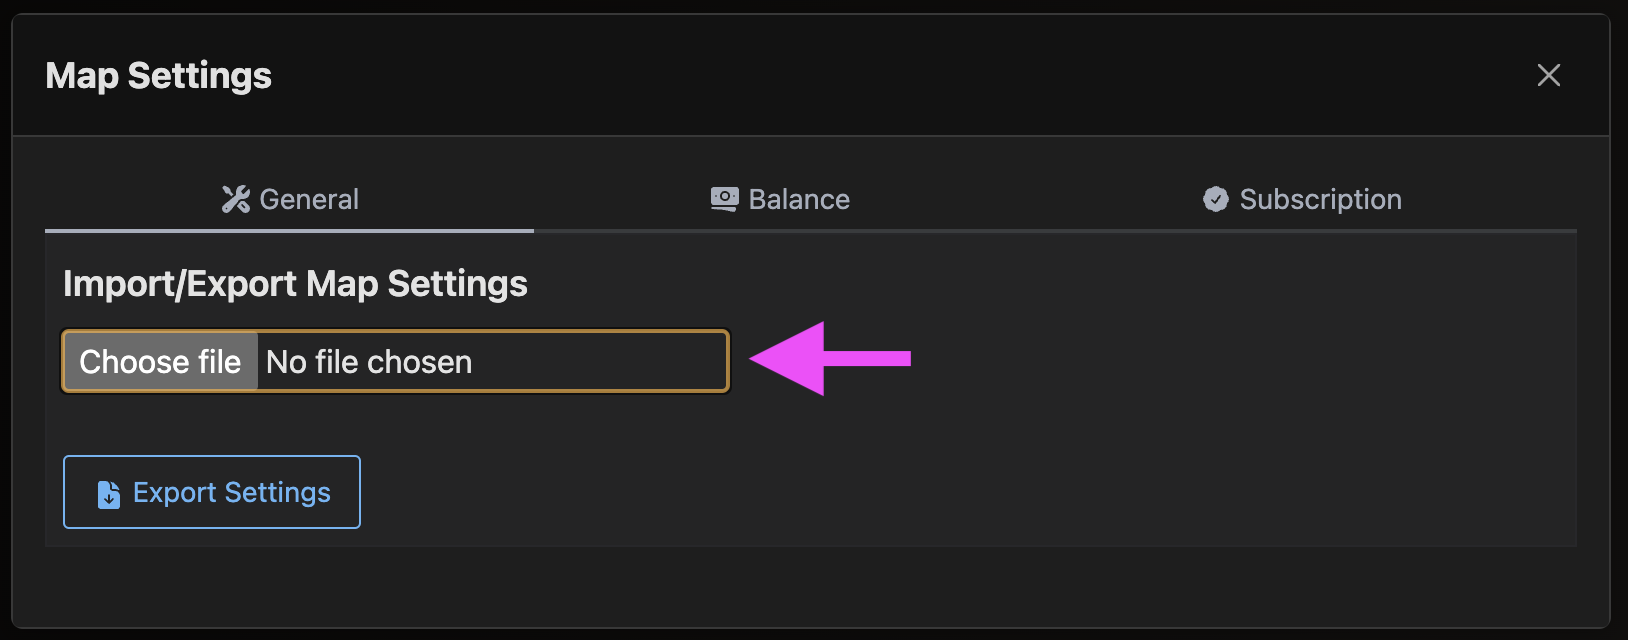 Map Settings
General Balance Subscription
Import/Export Map Settings
Choose file No file chosen
Export Settings